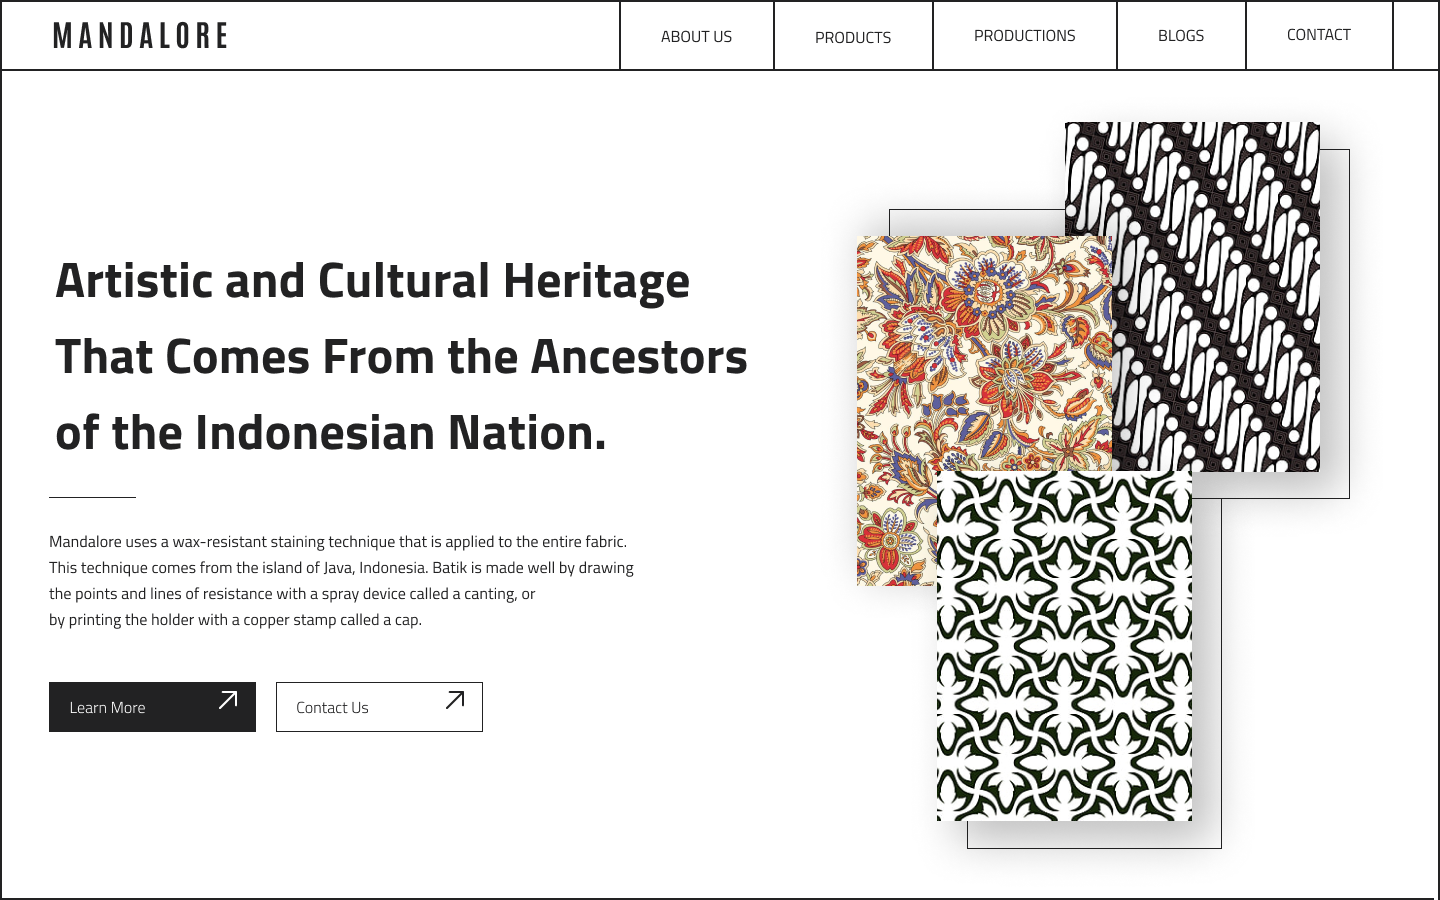 MANDALORE
ABOUT US
PRODUCTS
PRODUCTIONS
BLOGS
CONTACT
Artistic and Cultural Heritage
That Comes From the Ancestors
of the Indonesian Nation.
Mandalore uses a wax-resistant staining technique that is applied to the entire fabric.
This technique comes from the island of Java, Indonesia. Batik is made well by drawing
the points and lines of resistance with a spray device called a canting, or
by printing the holder with a copper stamp called a cap.
Learn More
Contact Us